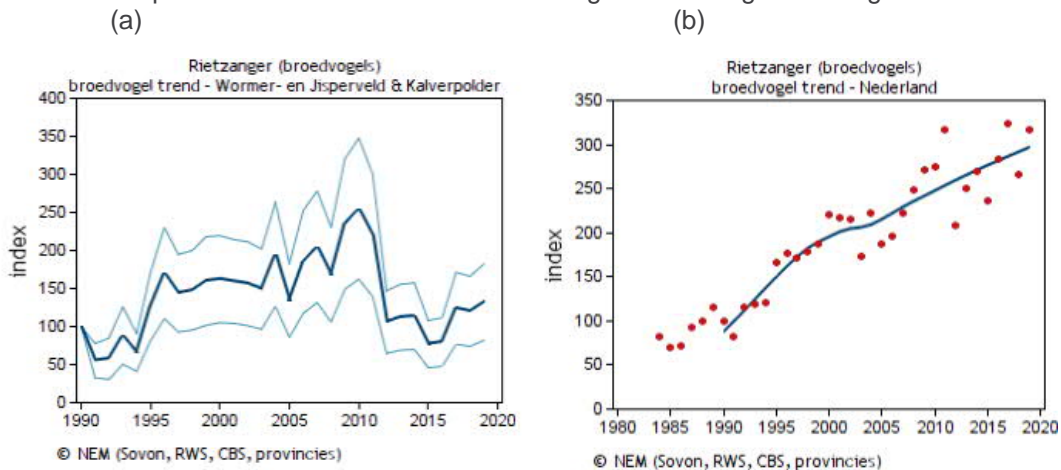 (a) (b)
Rietzanger (broedvogels)
broedvogel trend - Wormer- en Jisperveld & Kalverpolder
400
350
300
250
200
150
100
50
0
index
1990 1995 2000 2005 2010 2015 2020
© NEM (Sovon, RWS, CBS, provincies)
Rietzanger (broedvogels)
broedvogel trend - Nederland
350
300
250
200
150
100
50
0
index
1980 1985 1990 1995 2000 2005 2010 2015 2020
© NEM (Sovon, RWS, CBS, provincies)